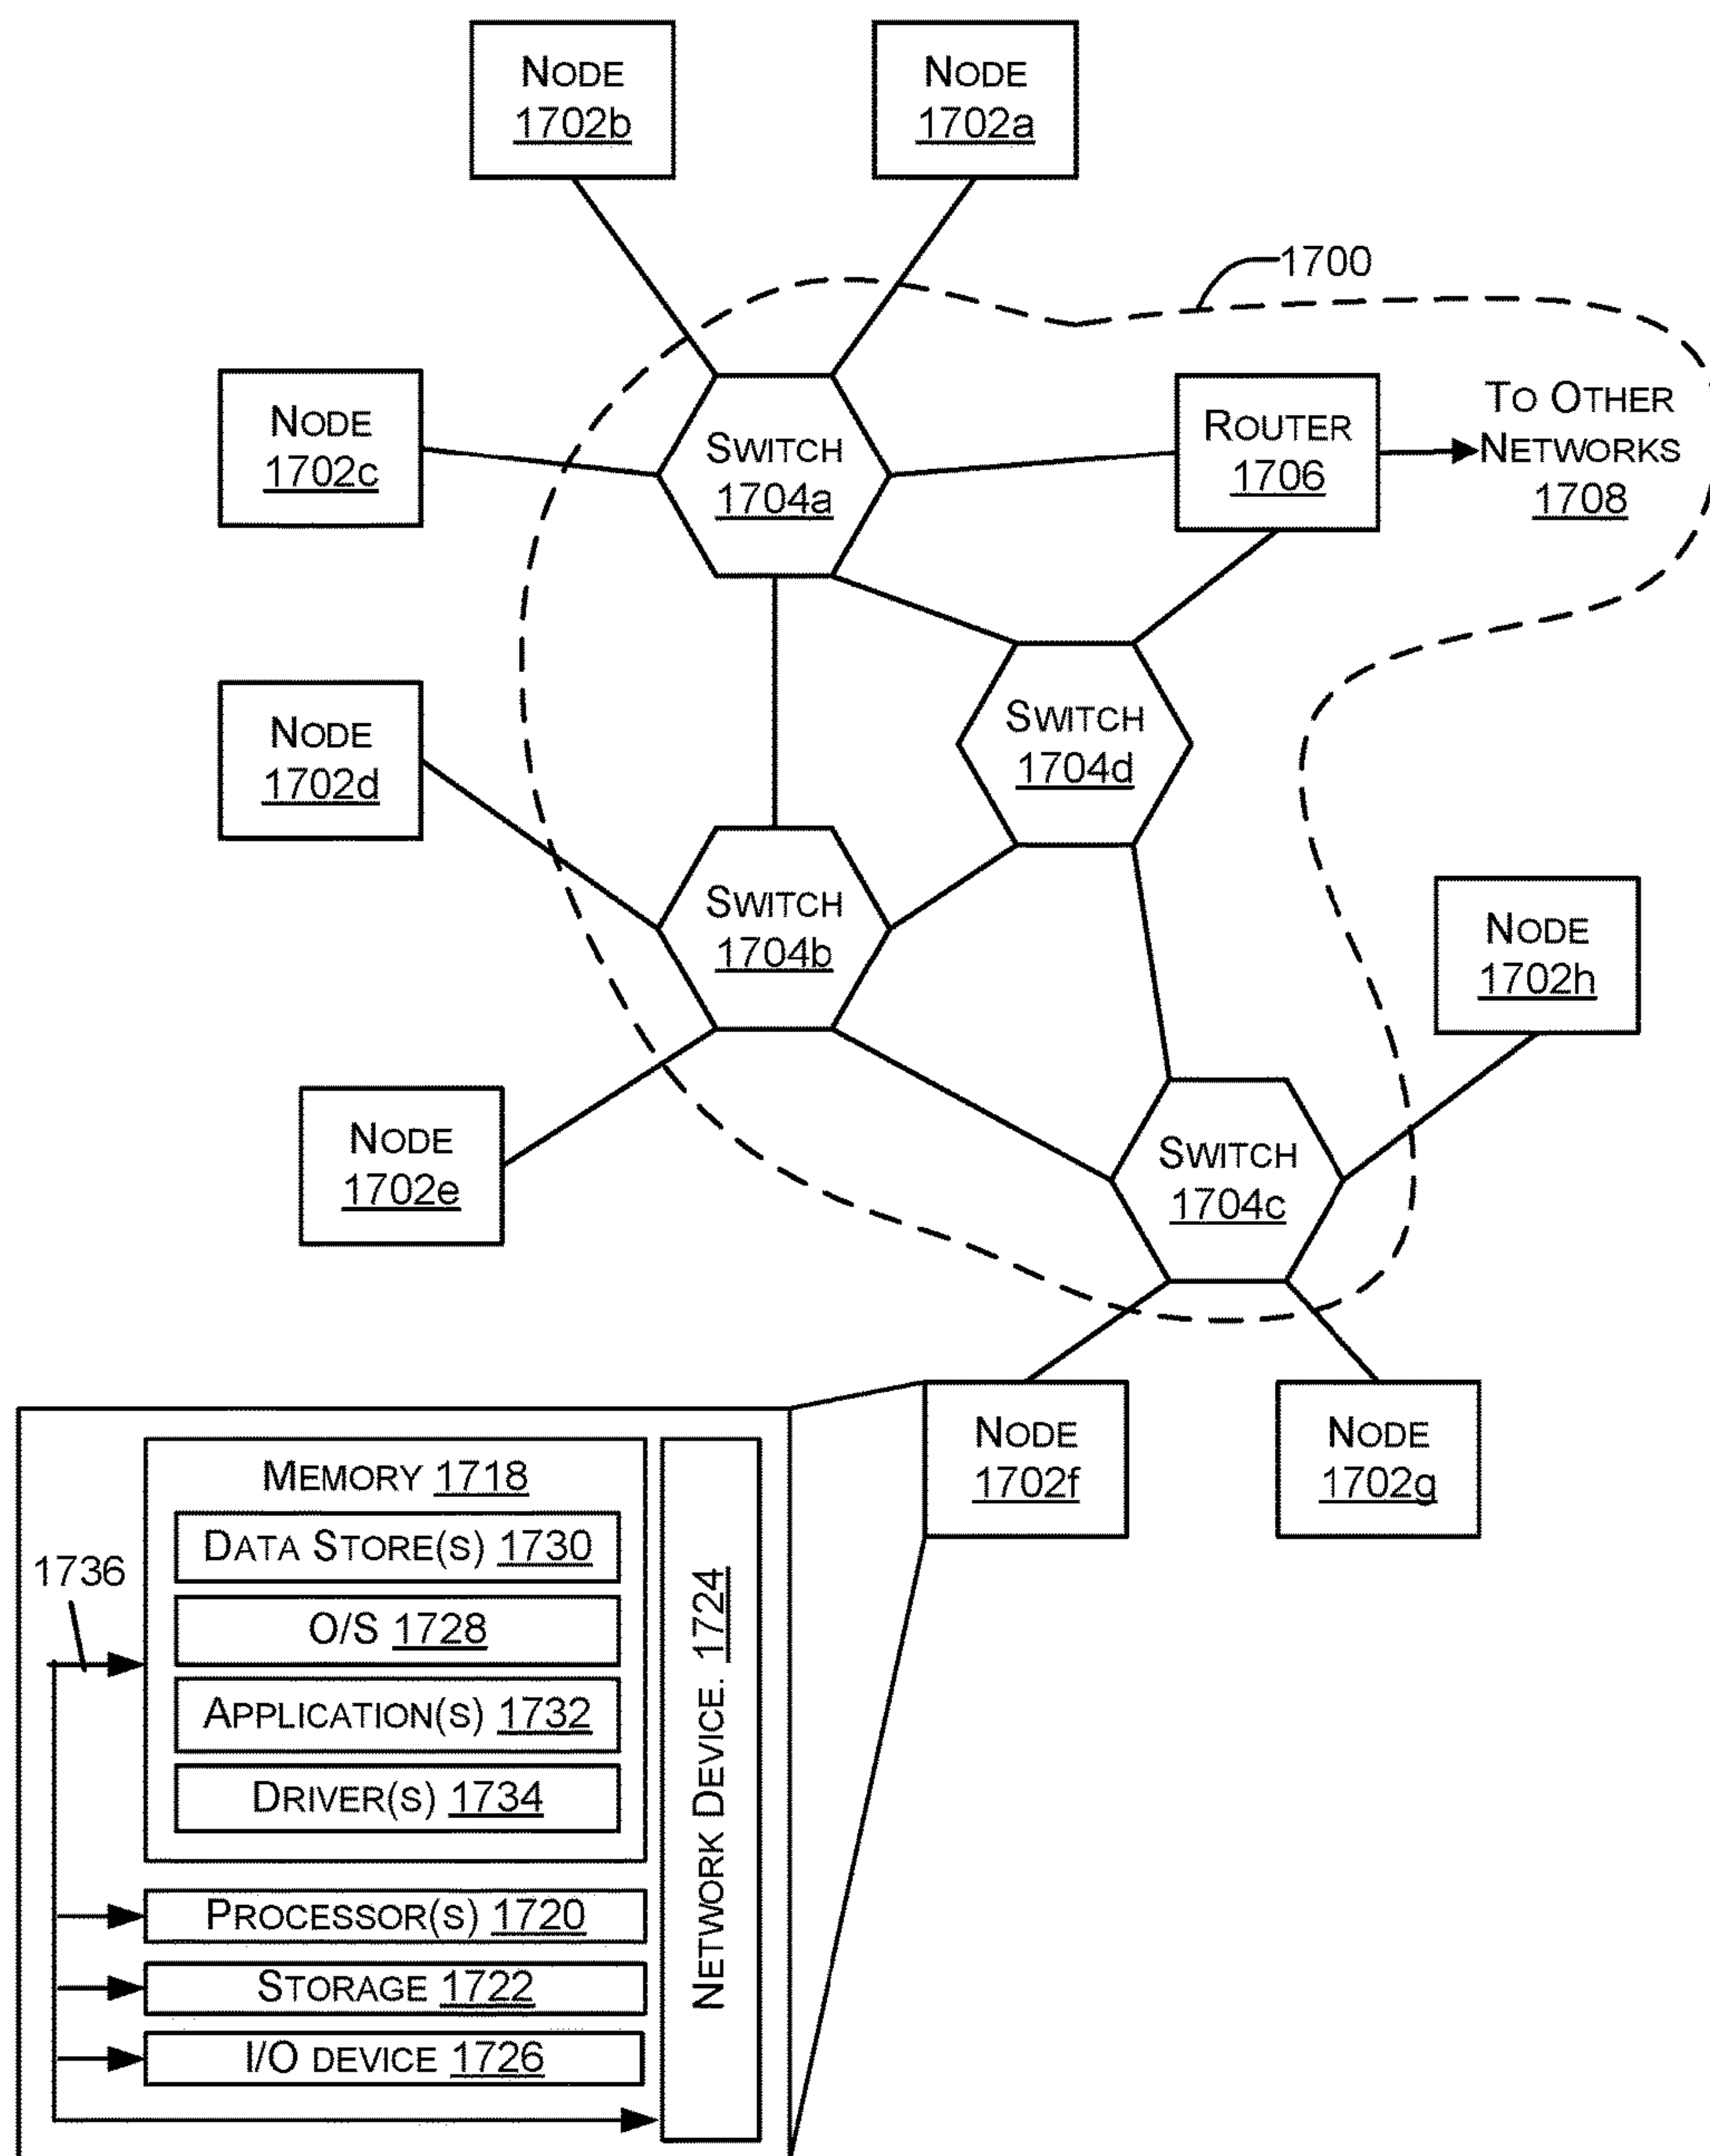 NODE
1702b
NODE
1702a
1700
NODE
1702c
SWITCH
1704a
ROUTER
1706
TO OTHER
NETWORKS
1708
NODE
1702d
SWITCH
1704d
SWITCH
1704b
NODE
1702h
NODE
1702e
SWITCH
1704c
NODE
1702f
NODE
1702g
MEMORY 1718
DATA STORE(S) 1730
1736
O/S 1728
APPLICATION(S) 1732
DRIVER(S) 1734
PROCESSOR(S) 1720
STORAGE 1722
I/O DEVICE 1726
NETWORK DEVICE. 1724